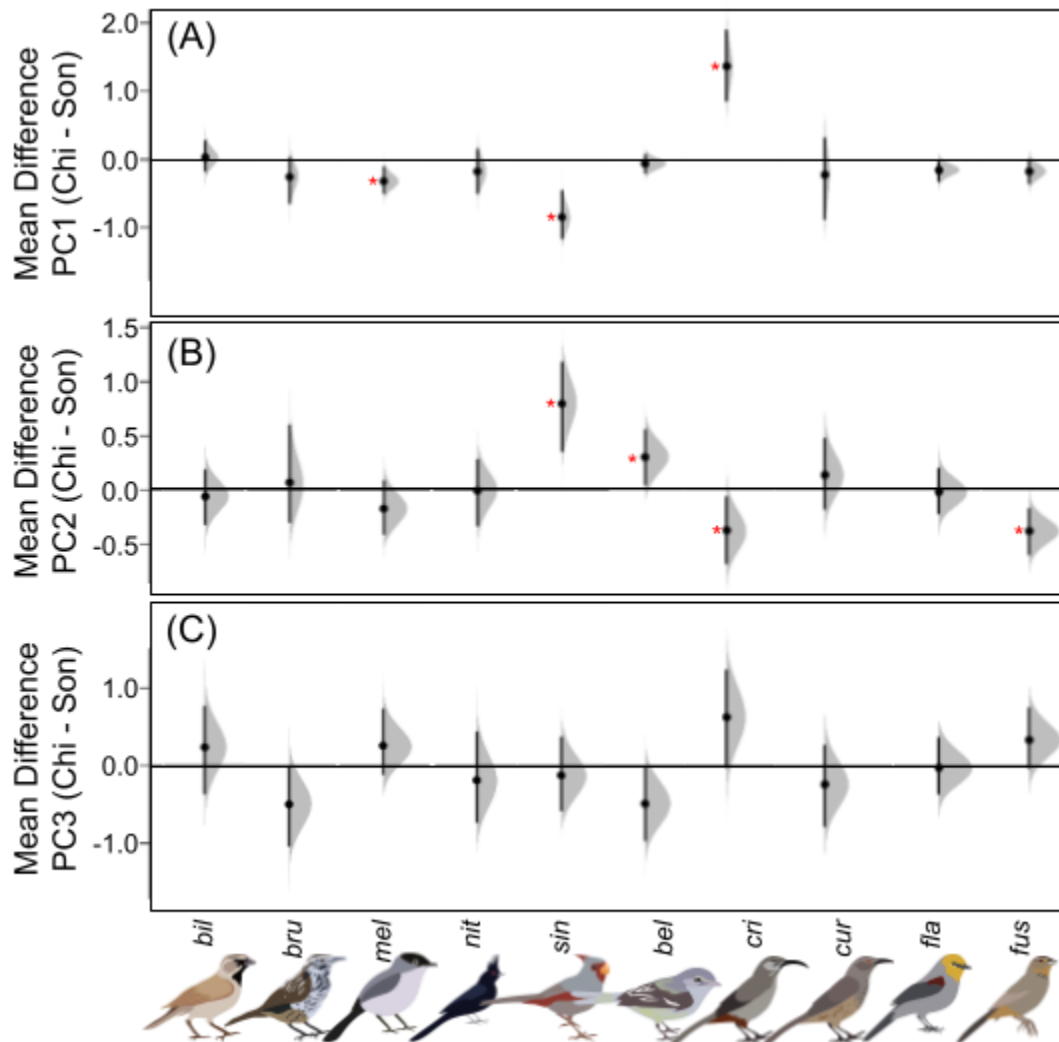 (A)
Mean Difference
PC1 (Chi - Son)
2.0
1.0
0.0
-1.0
*
*
*
(B)
Mean Difference
PC2 (Chi - Son)
1.5
1.0
0.5
0.0
-0.5
*
*
*
*
(C)
Mean Difference
PC3 (Chi - Son)
1.0
0.0
-1.0
bil bru mel nit sin bel cri cur fla fus